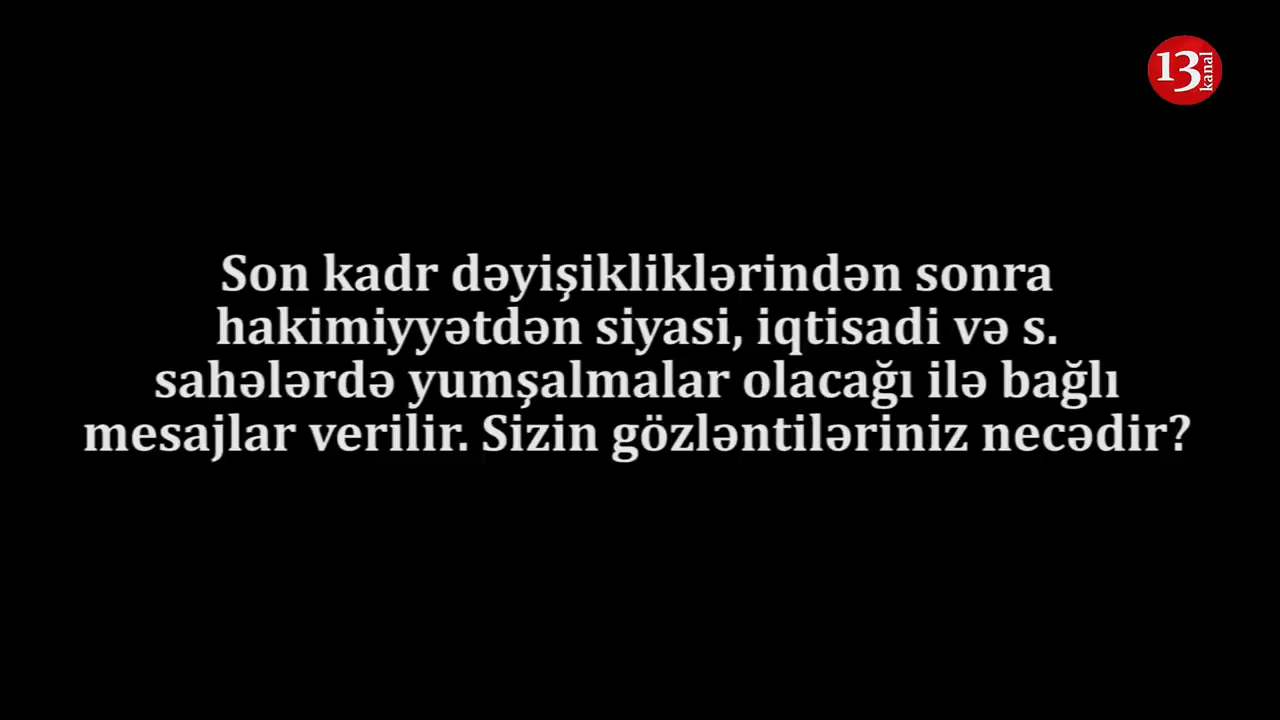 13 kanal
Son kadr dəyişikliklərindən sonra
hakimiyyətdən siyasi, iqtisadi və s.
sahələrdə yumşalmalar olacağı ilə bağlı
mesajlar verilir. Sizin gözləntiləriniz necədir?